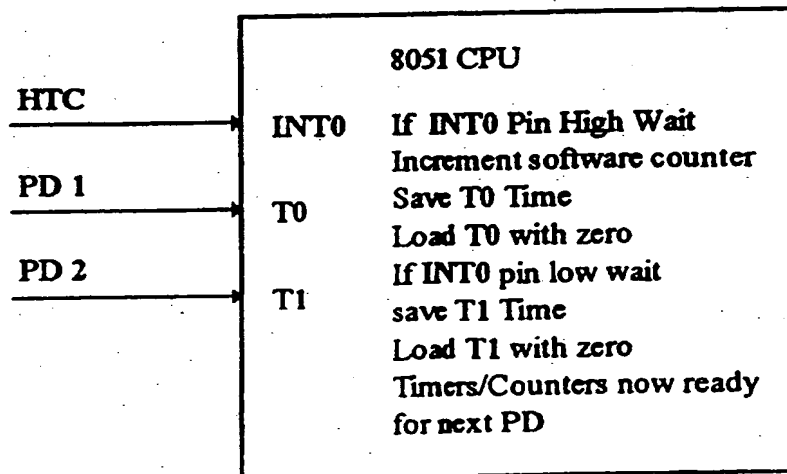 8051 CPU
HTC
INT0 If INT0 Pin High Wait
Increment software counter
PD 1
T0 Save T0 Time
Load T0 with zero
PD 2
If INT0 pin low wait
T1 save T1 Time
Load T1 with zero
Timers/Counters now ready
for next PD